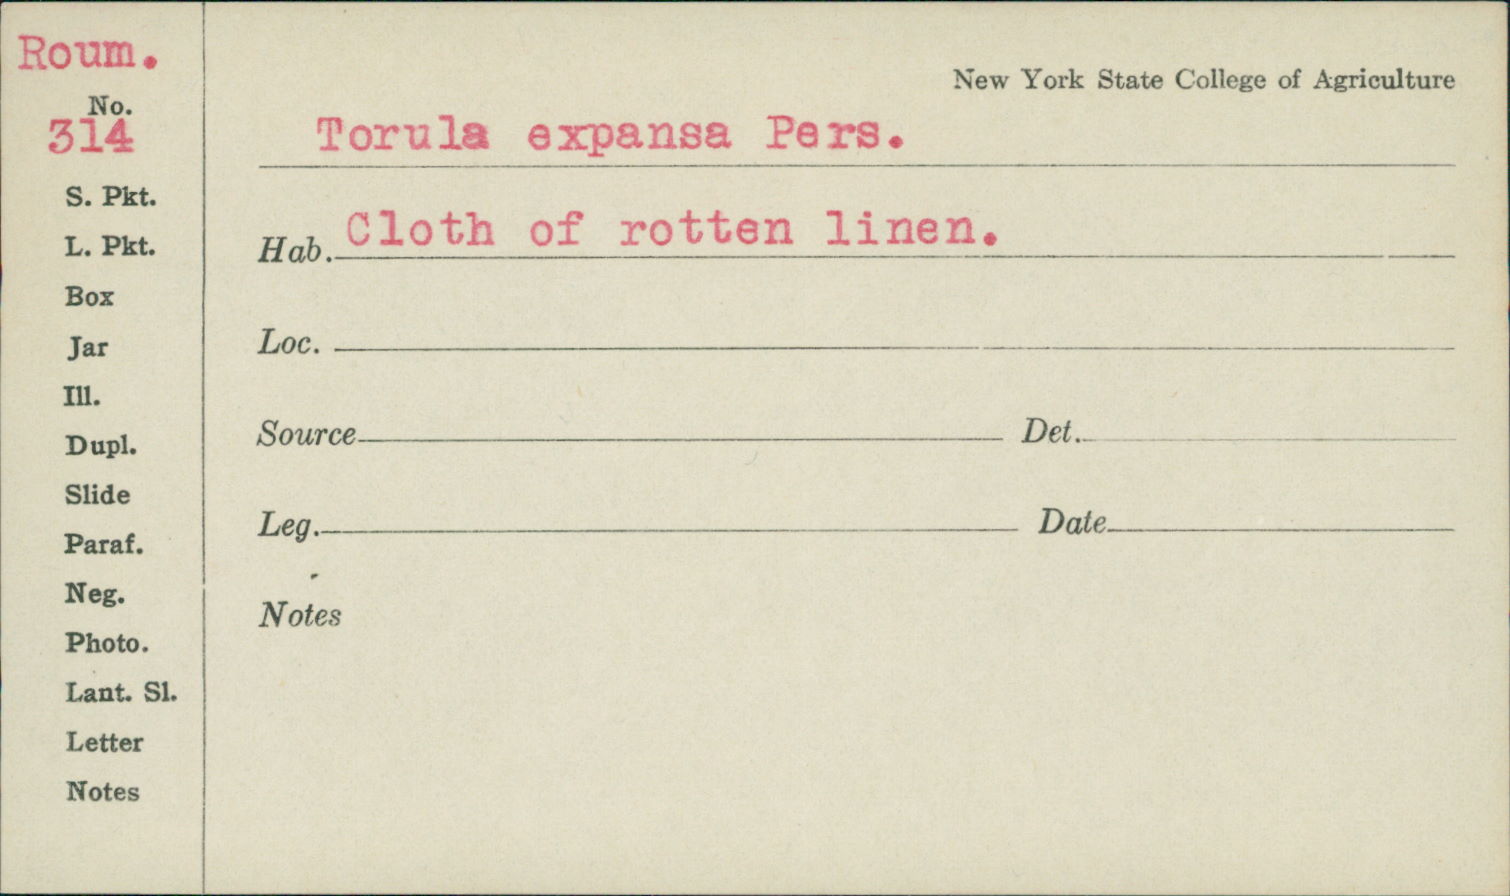 Roum.
No.
314
S. Pkt.
L. Pkt.
Box
Jar
Ill.
Dupl.
Slide
Paraf.
Neg.
Photo.
Lant. Sl.
Letter
Notes
New York State College of Agriculture
Torula expansa Pers.
Hab. Cloth of rotten linen.
Loc.
Source Det.
Leg. Date
Notes